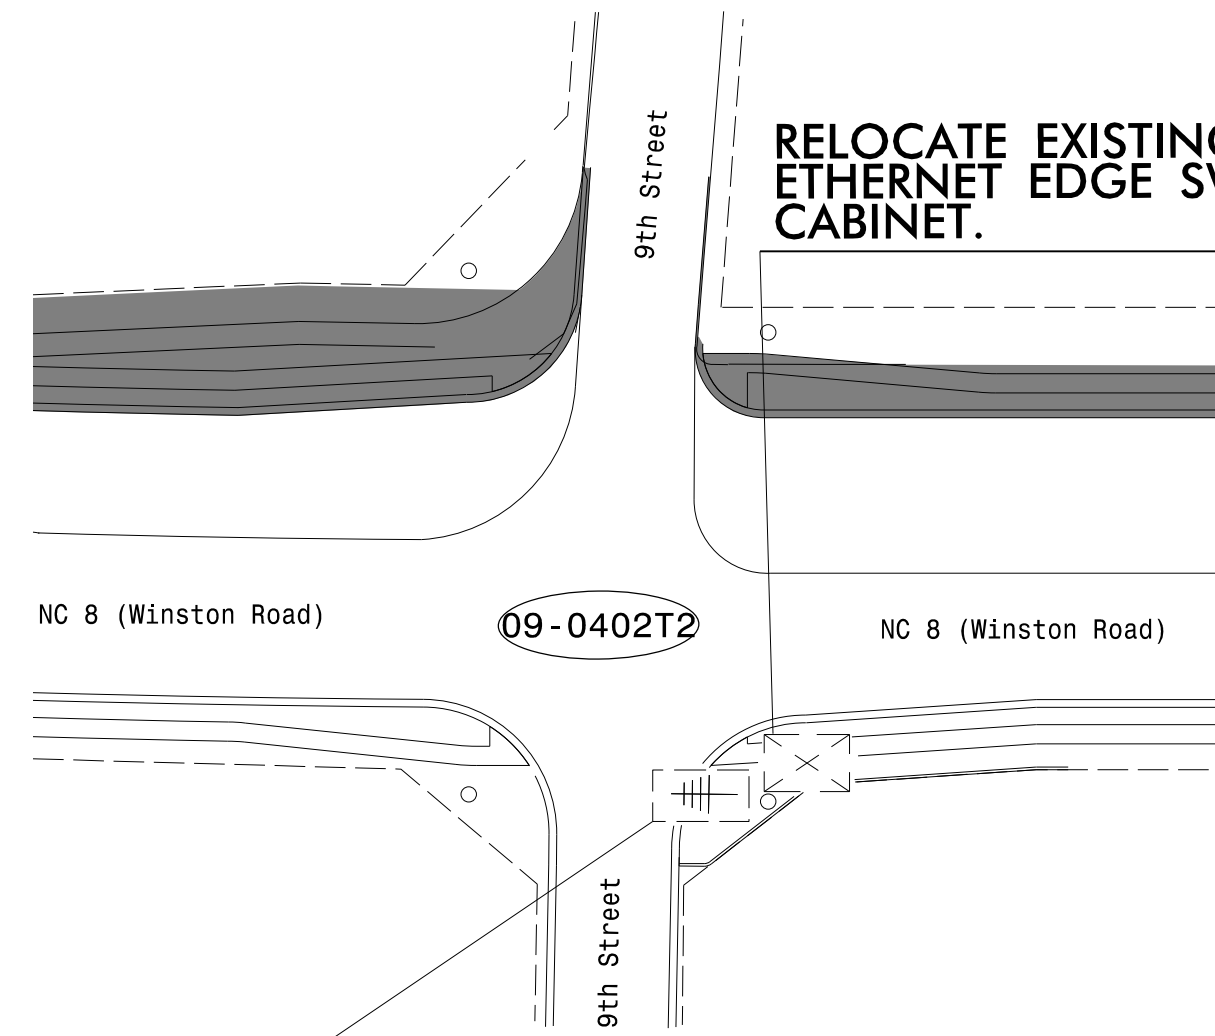 9th Street
RELOCATE EXISTING
ETHERNET EDGE
CABINET.
NC 8 (Winston Road)
09-0402T2
NC 8 (Winston Road)
9th Street